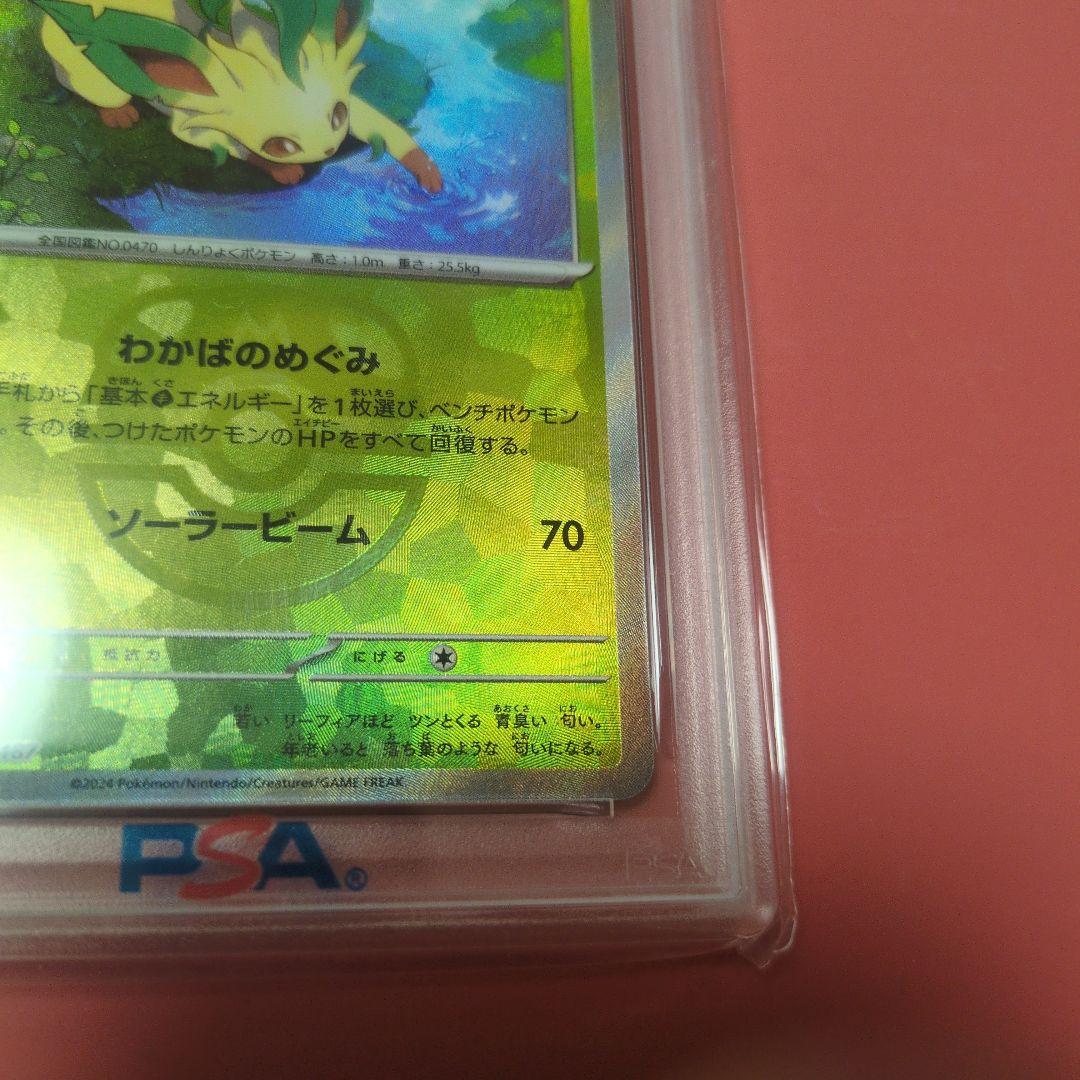 全国図鑑NO.0470 しんりょくポケモン 高さ:1.0m 重さ:25.5kg
わかばのめぐみ
手札から「基本エネルギー」を1枚選び、ベンチポケモン
。その後、つけたポケモンのHPをすべて回復する。
ソーラービーム 70
抵抗力 にげる
若い リーフィアほど ツンとくる 青臭い 匂い。
年老いると 落ち葉のような 匂いになる。
©2024 Pokémon/Nintendo/Creatures/GAME FREAK
PSA®
PSA